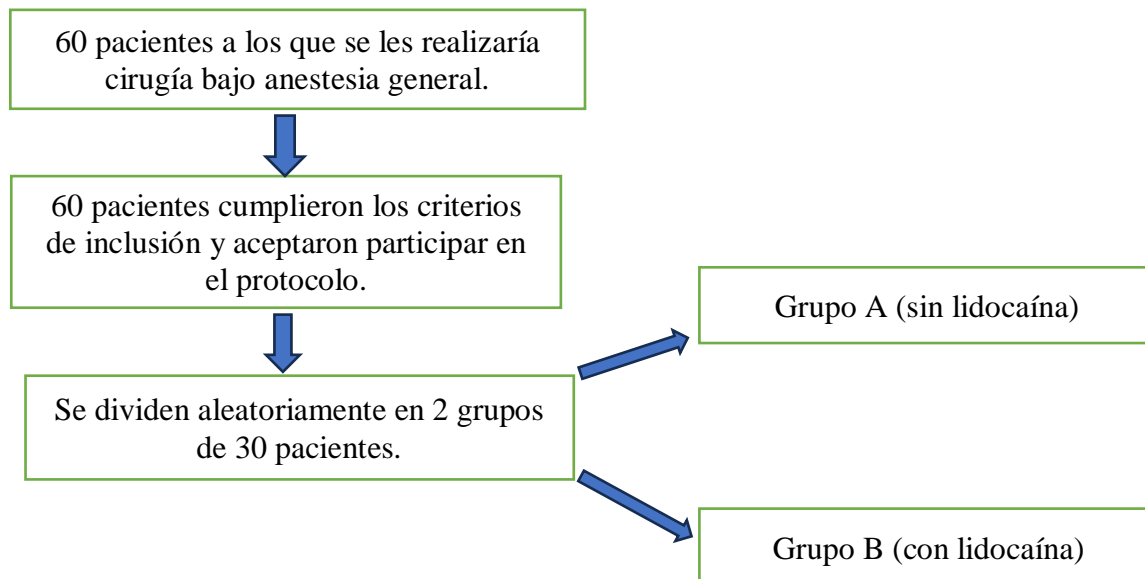 60 pacientes a los que se les realizaría
cirugía bajo anestesia general.
60 pacientes cumplieron los criterios
de inclusión y aceptaron participar en
el protocolo.
Se dividen aleatoriamente en 2 grupos
de 30 pacientes.
Grupo A (sin lidocaína)
Grupo B (con lidocaína)